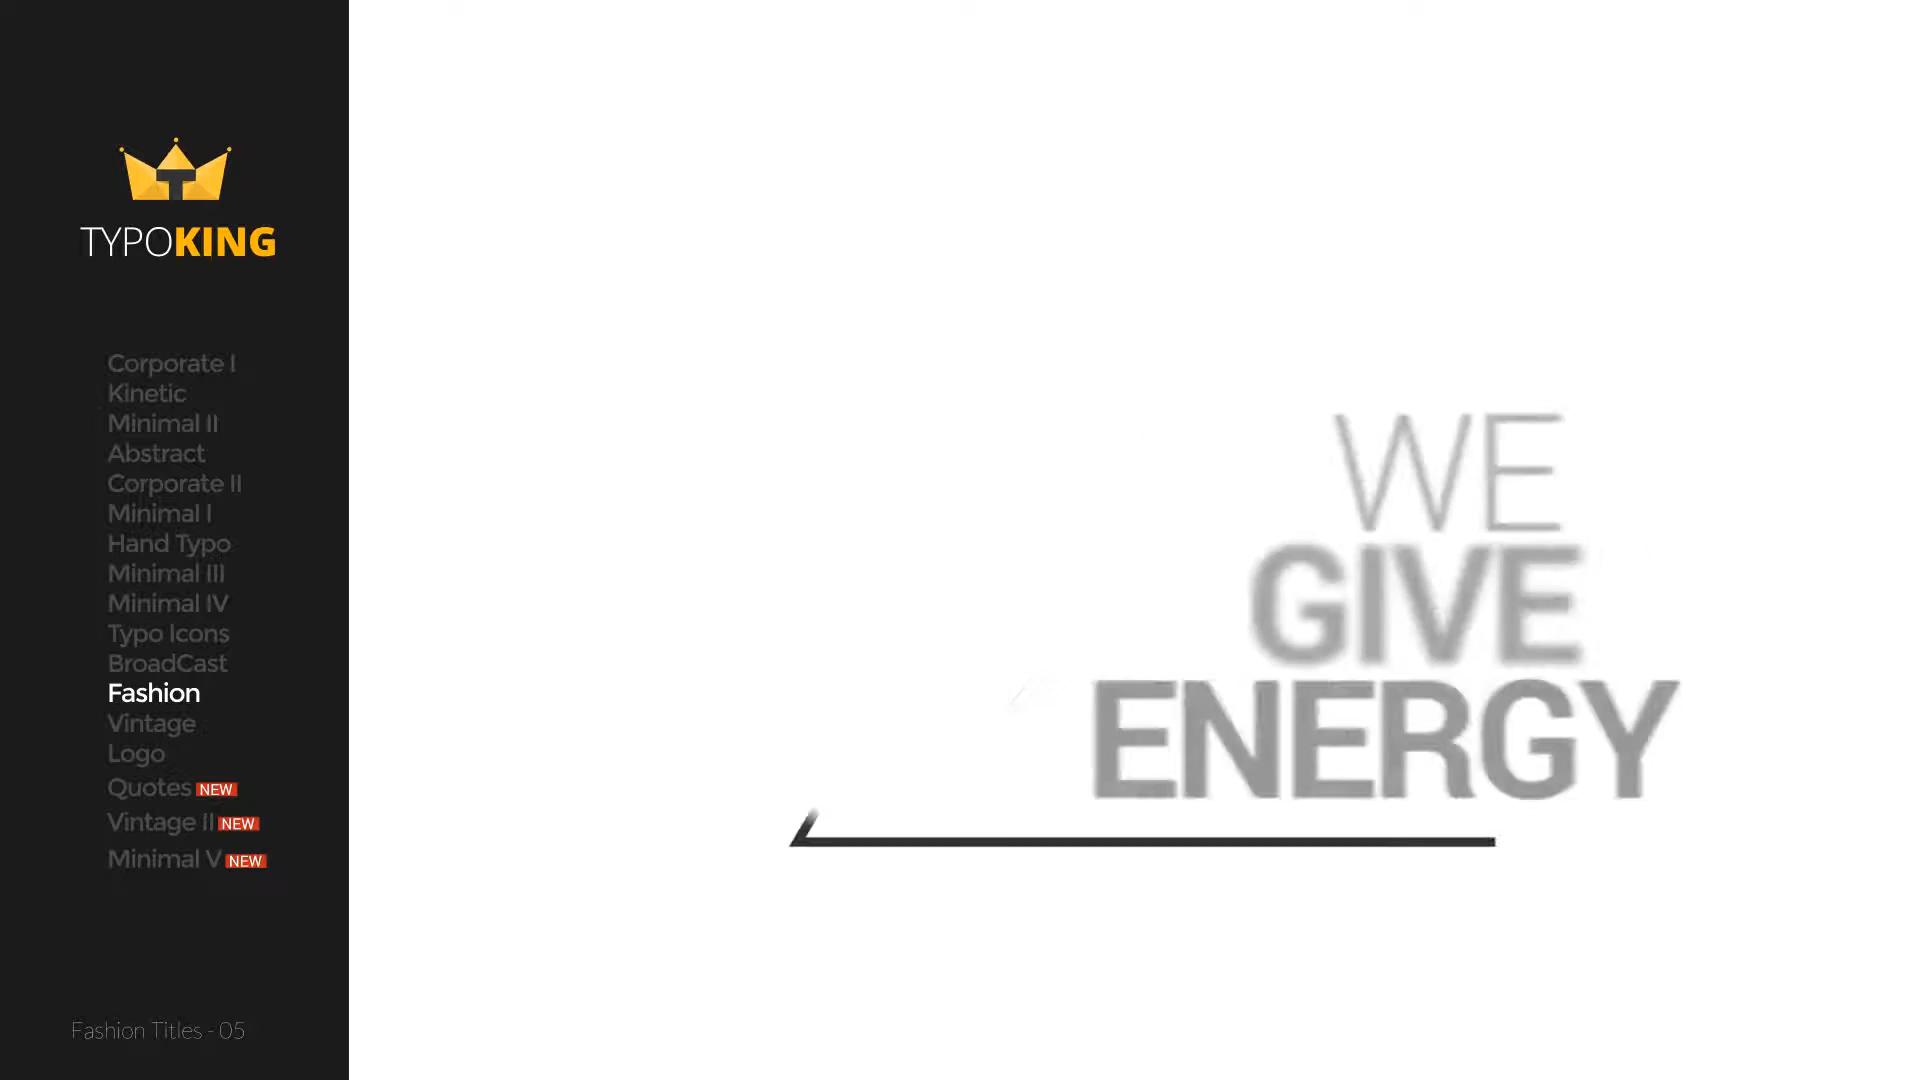 TYPOKING
Corporate I
Kinetic
Minimal II
Abstract
Corporate II
Minimal I
Hand Typo
Minimal III
Minimal IV
Typo Icons
BroadCast
Fashion
Vintage
Logo
Quotes NEW
Vintage II NEW
Minimal V NEW
Fashion Titles - 05
WE
GIVE
ENERGY